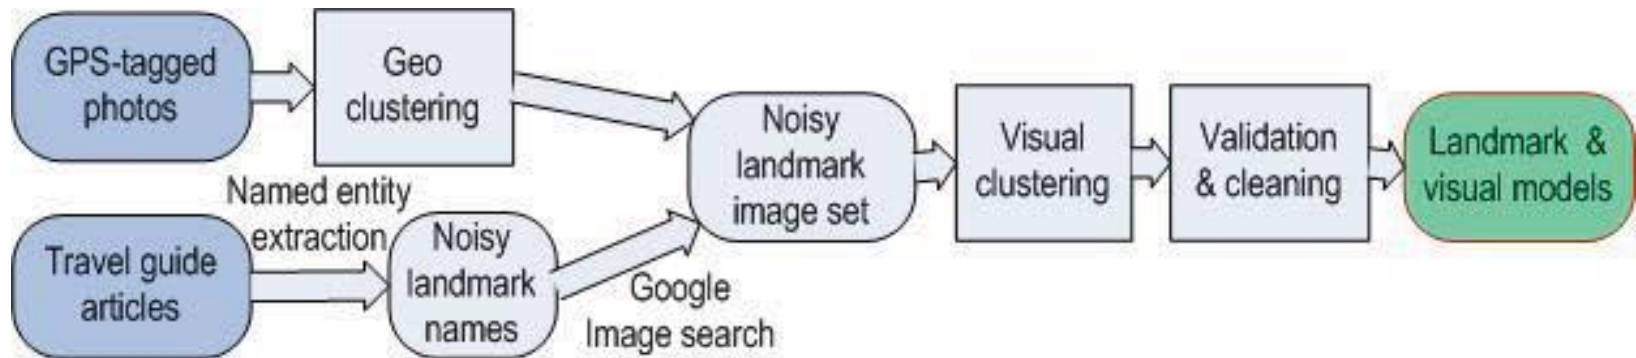 GPS-tagged
photos
Geo
clustering
Noisy
landmark
image set
Visual
clustering
Validation
& cleaning
Landmark &
visual models
Named entity
extraction
Travel guide
articles
Noisy
landmark
names
Google
Image search